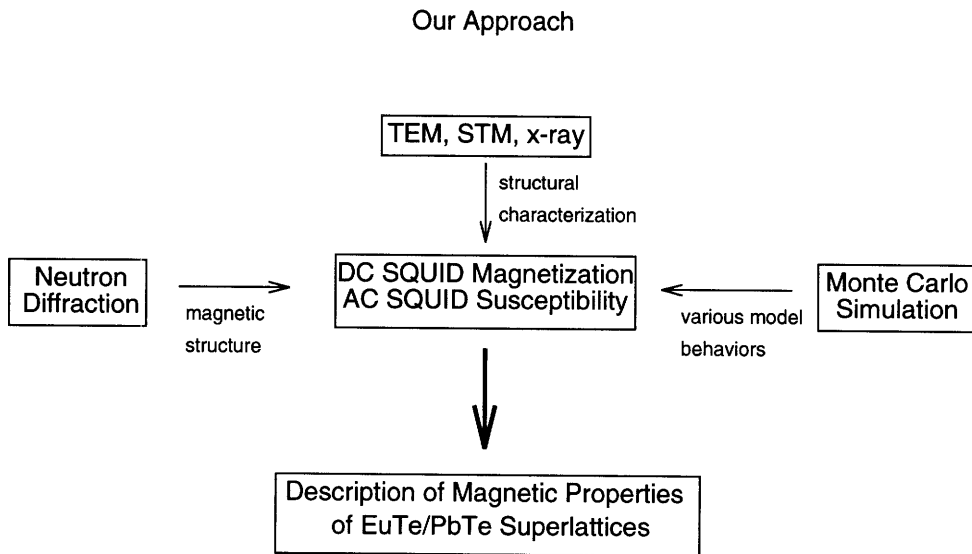 Our Approach
TEM, STM, x-ray
structural
characterization
Neutron
Diffraction
magnetic
structure
DC SQUID Magnetization
AC SQUID Susceptibility
various model
behaviors
Monte Carlo
Simulation
Description of Magnetic Properties
of EuTe/PbTe Superlattices